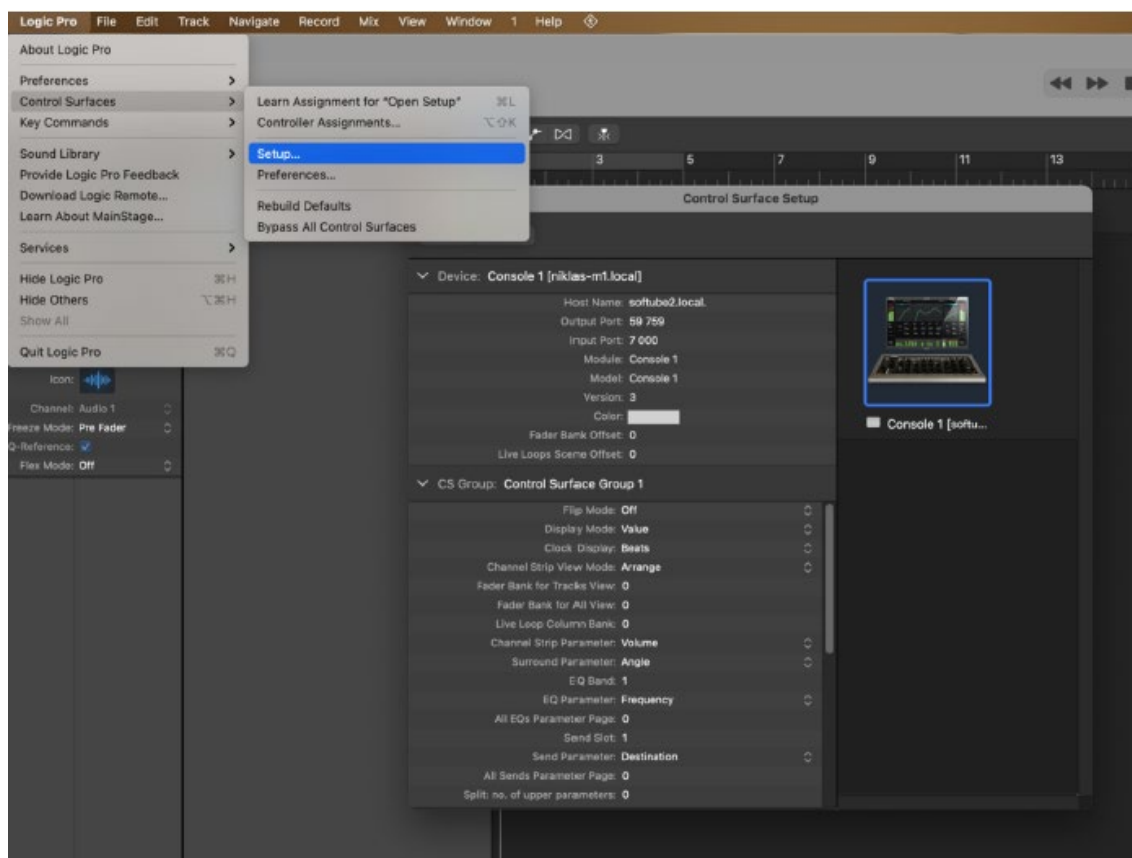 Logic Pro File Edit Track Navigate Record Mix View Window 1 Help
About Logic Pro
Preferences
Control Surfaces
Key Commands
Sound Library
Provide Logic Pro Feedback
Download Logic Remote...
Learn About MainStage...
Services
Hide Logic Pro ⌘H
Hide Others ⌥⌘H
Show All
Quit Logic Pro ⌘Q
Learn Assignment for "Open Setup" ⌘L
Controller Assignments... ⌥⇧K
Setup...
Preferences...
Rebuild Defaults
Bypass All Control Surfaces
3 5 7 9 11 13
Icon:
Channel: Audio 1
Freeze Mode: Pre Fader
Q-Reference:
Flex Mode: Off
Control Surface Setup
Device: Console 1 [niklas-m1.local]
Host Name: softube2.local.
Output Port: 59 759
Input Port: 7 000
Module: Console 1
Model: Console 1
Version: 3
Color:
Fader Bank Offset: 0
Live Loops Scene Offset: 0
CS Group: Control Surface Group 1
Flip Mode: Off
Display Mode: Value
Clock Display: Beats
Channel Strip View Mode: Arrange
Fader Bank for Tracks View: 0
Fader Bank for All View: 0
Live Loop Column Bank: 0
Channel Strip Parameter: Volume
Surround Parameter: Angle
EQ Band: 1
EQ Parameter: Frequency
All EQs Parameter Page: 0
Send Slot: 1
Send Parameter: Destination
All Sends Parameter Page: 0
Split: no. of upper parameters: 0
Console 1 [softu...